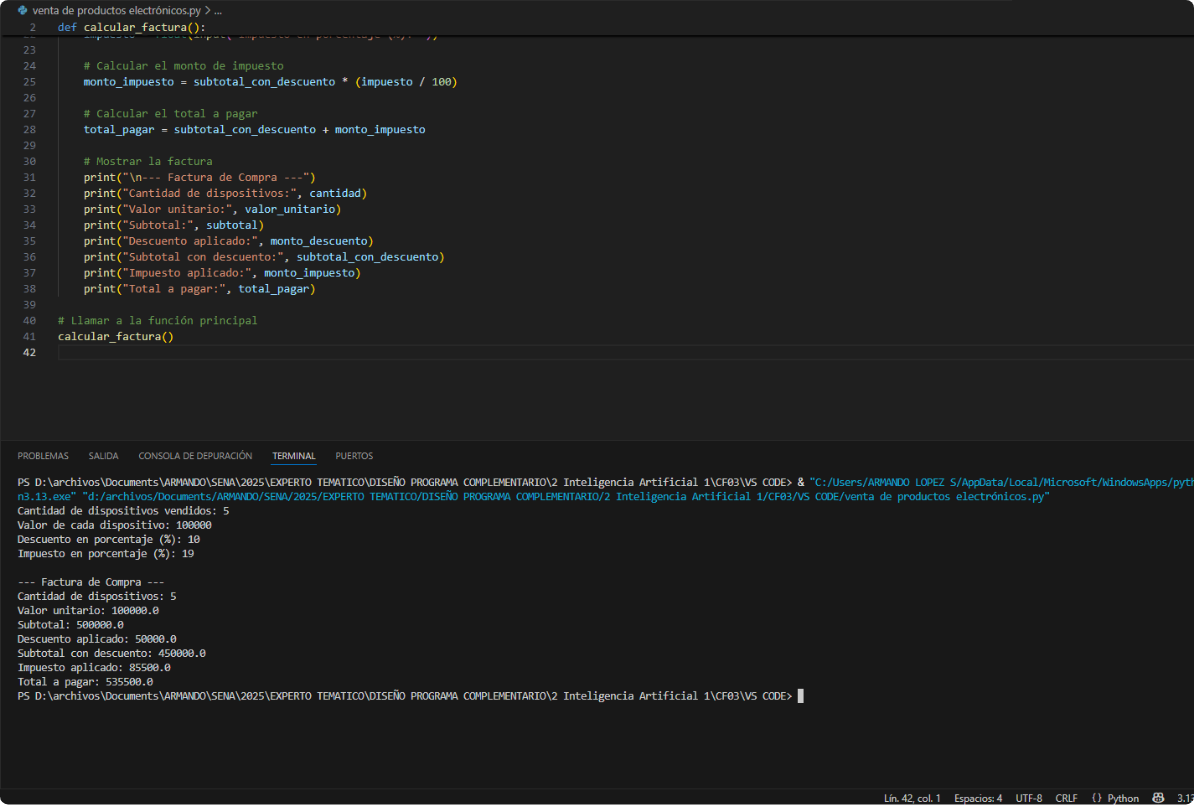 venta de productos electrónicos.py > ...
2 def calcular_factura():
23
24 # Calcular el monto de impuesto
25 monto_impuesto = subtotal_con_descuento * (impuesto / 100)
26
27 # Calcular el total a pagar
28 total_pagar = subtotal_con_descuento + monto_impuesto
29
30 # Mostrar la factura
31 print("\n--- Factura de Compra ---")
32 print("Cantidad de dispositivos:", cantidad)
33 print("Valor unitario:", valor_unitario)
34 print("Subtotal:", subtotal)
35 print("Descuento aplicado:", monto_descuento)
36 print("Subtotal con descuento:", subtotal_con_descuento)
37 print("Impuesto aplicado:", monto_impuesto)
38 print("Total a pagar:", total_pagar)
39
40 # Llamar a la función principal
41 calcular_factura()
42
PROBLEMAS SALIDA CONSOLA DE DEPURACIÓN TERMINAL PUERTOS
PS D:\archivos\Documents\ARMANDO\SENA\2025\EXPERTO TEMATICO\DISEÑO PROGRAMA COMPLEMENTARIO\2 Inteligencia Artificial 1\CF03\VS CODE> & "C:/Users/ARMANDO LOPEZ S/AppData/Local/Microsoft/WindowsApps/pyth
n3.13.exe" "d:/archivos/Documents/ARMANDO/SENA/2025/EXPERTO TEMATICO/DISEÑO PROGRAMA COMPLEMENTARIO/2 Inteligencia Artificial 1/CF03/VS CODE/venta de productos electrónicos.py"
Cantidad de dispositivos vendidos: 5
Valor de cada dispositivo: 100000
Descuento en porcentaje (%): 10
Impuesto en porcentaje (%): 19
--- Factura de Compra ---
Cantidad de dispositivos: 5
Valor unitario: 100000.0
Subtotal: 500000.0
Descuento aplicado: 50000.0
Subtotal con descuento: 450000.0
Impuesto aplicado: 85500.0
Total a pagar: 535500.0
PS D:\archivos\Documents\ARMANDO\SENA\2025\EXPERTO TEMATICO\DISEÑO PROGRAMA COMPLEMENTARIO\2 Inteligencia Artificial 1\CF03\VS CODE>
Lín. 42, col. 1 Espacios: 4 UTF-8 CRLF {} Python 3.13